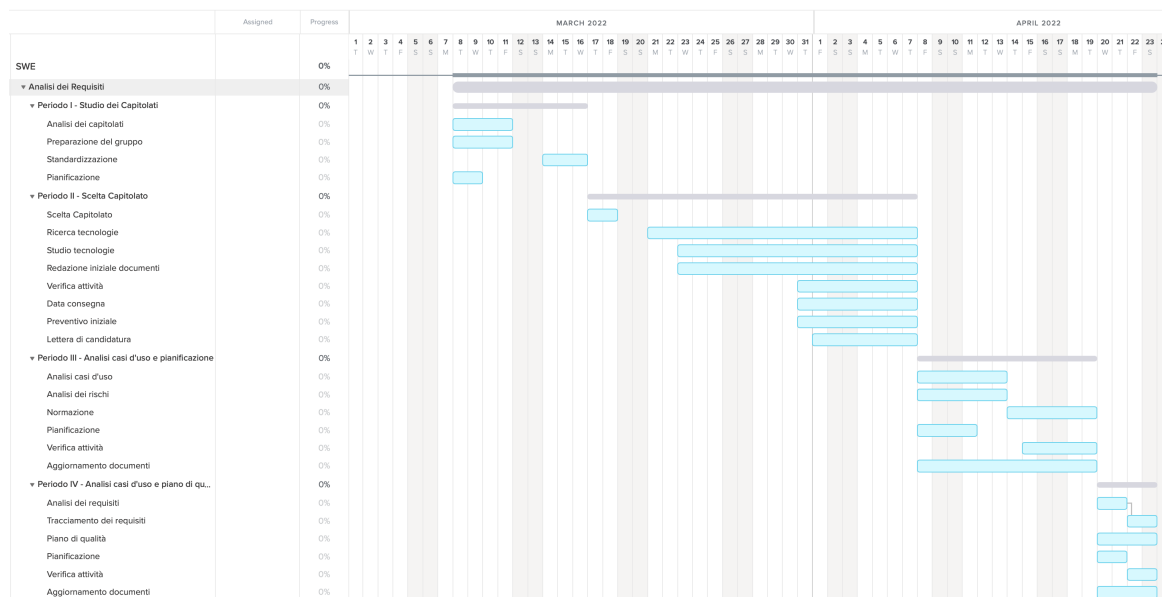 Assigned Progress MARCH 2022 APRIL 2022
1 2 3 4 5 6 7 8 9 10 11 12 13 14 15 16 17 18 19 20 21 22 23 24 25 26 27 28 29 30 31 1 2 3 4 5 6 7 8 9 10 11 12 13 14 15 16 17 18 19 20 21 22 23
T W T F S S M T W T F S S M T W T F S S M T W T F S S M T W T F S S M T W T F S S M T W T F S S M T W T F S
SWE 0%
Analisi dei Requisiti 0%
Periodo I - Studio dei Capitolati 0%
Analisi dei capitolati 0%
Preparazione del gruppo 0%
Standardizzazione 0%
Pianificazione 0%
Periodo II - Scelta Capitolato 0%
Scelta Capitolato 0%
Ricerca tecnologie 0%
Studio tecnologie 0%
Redazione iniziale documenti 0%
Verifica attività 0%
Data consegna 0%
Preventivo iniziale 0%
Lettera di candidatura 0%
Periodo III - Analisi casi d'uso e pianificazione 0%
Analisi casi d'uso 0%
Analisi dei rischi 0%
Normazione 0%
Pianificazione 0%
Verifica attività 0%
Aggiornamento documenti 0%
Periodo IV - Analisi casi d'uso e piano di qu... 0%
Analisi dei requisiti 0%
Tracciamento dei requisiti 0%
Piano di qualità 0%
Pianificazione 0%
Verifica attività 0%
Aggiornamento documenti 0%